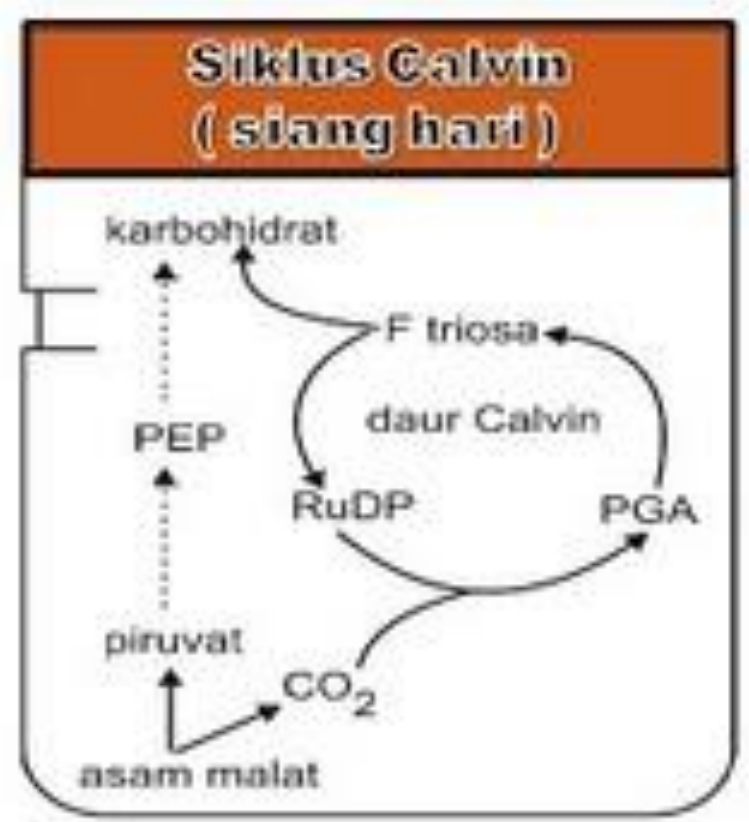 Siklus Calvin
( siang hari )
karbohidrat
F triosa
daur Calvin
PEP
RuDP
PGA
piruvat
CO₂
asam malat